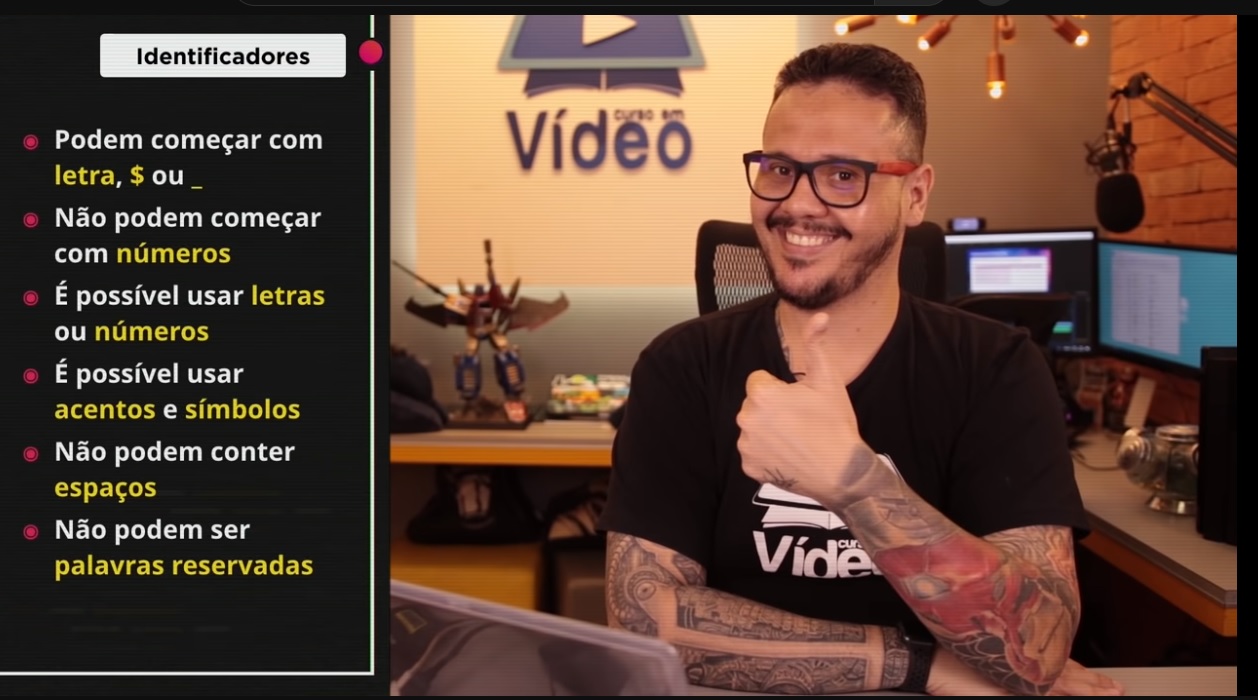 Identificadores
Podem começar com
letra, $ ou _
Não podem começar
com números
É possível usar letras
ou números
É possível usar
acentos e símbolos
Não podem conter
espaços
Não podem ser
palavras reservadas
curso em
Vídeo